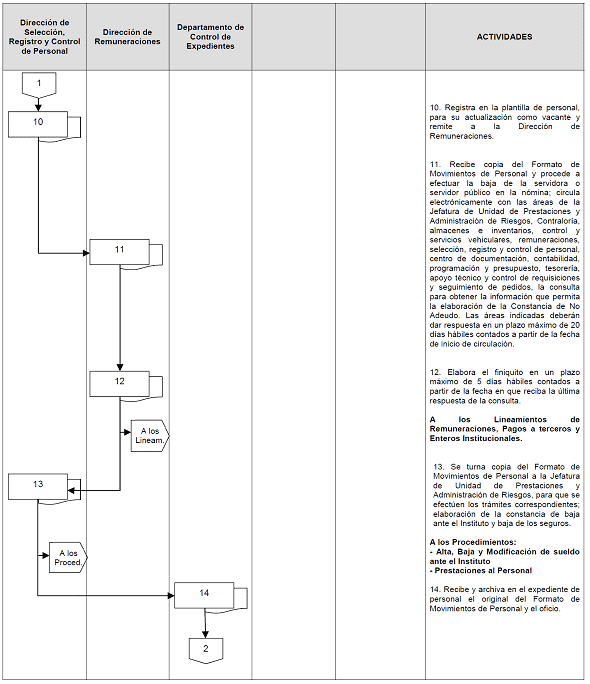 Dirección de
Selección,
Registro y Control
de Personal
Dirección de
Remuneraciones
Departamento de
Control de
Expedientes
ACTIVIDADES
1
10
11
12
A los
Lineam.
13
A los
Proced.
14
2
10. Registra en la plantilla de personal,
para su actualización como vacante y
remite a la Dirección de
Remuneraciones.
11. Recibe copia del Formato de
Movimientos de Personal y procede a
efectuar la baja de la servidora o
servidor público en la nómina; circula
electrónicamente con las áreas de la
Jefatura de Unidad de Prestaciones y
Administración de Riesgos, Contraloría,
almacenes e inventarios, control y
servicios vehiculares, remuneraciones,
selección, registro y control de personal,
centro de documentación, contabilidad,
programación y presupuesto, tesorería,
apoyo técnico y control de requisiciones
y seguimiento de pedidos, la consulta
para obtener la información que permita
la elaboración de la Constancia de No
Adeudo. Las áreas indicadas deberán
dar respuesta en un plazo máximo de 20
días hábiles contados a partir de la fecha
de inicio de circulación.
12. Elabora el finiquito en un plazo
máximo de 5 días hábiles contados a
partir de la fecha en que reciba la última
respuesta de la consulta.
A los Lineamientos de
Remuneraciones, Pagos a terceros y
Enteros Institucionales.
13. Se turna copia del Formato de
Movimientos de Personal a la Jefatura
de Unidad de Prestaciones y
Administración de Riesgos, para que se
efectúen los trámites correspondientes;
elaboración de la constancia de baja
ante el Instituto y baja de los seguros.
A los Procedimientos:
- Alta, Baja y Modificación de sueldo
ante el Instituto
- Prestaciones al Personal
14. Recibe y archiva en el expediente de
personal el original del Formato de
Movimientos de Personal y el oficio.